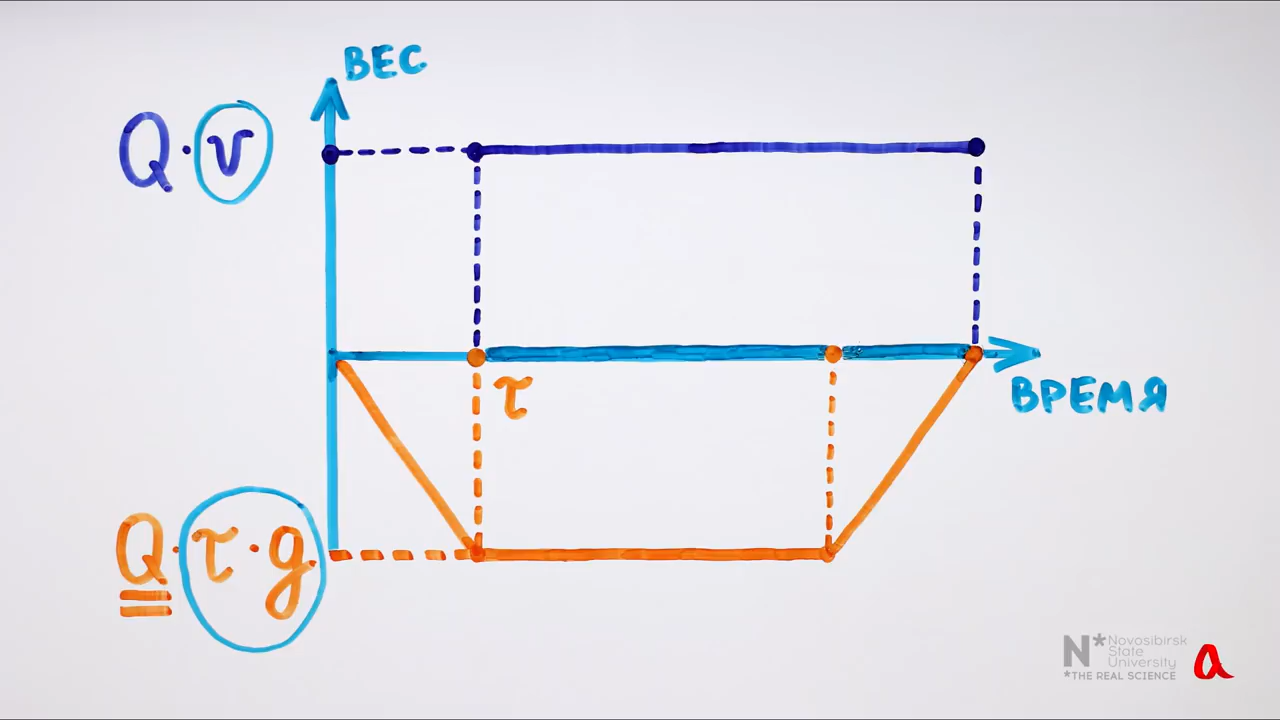 ВЕС
Q·v
τ
ВРЕМЯ
Q·τ·g
N* Novosibirsk
State
University
*THE REAL SCIENCE
a